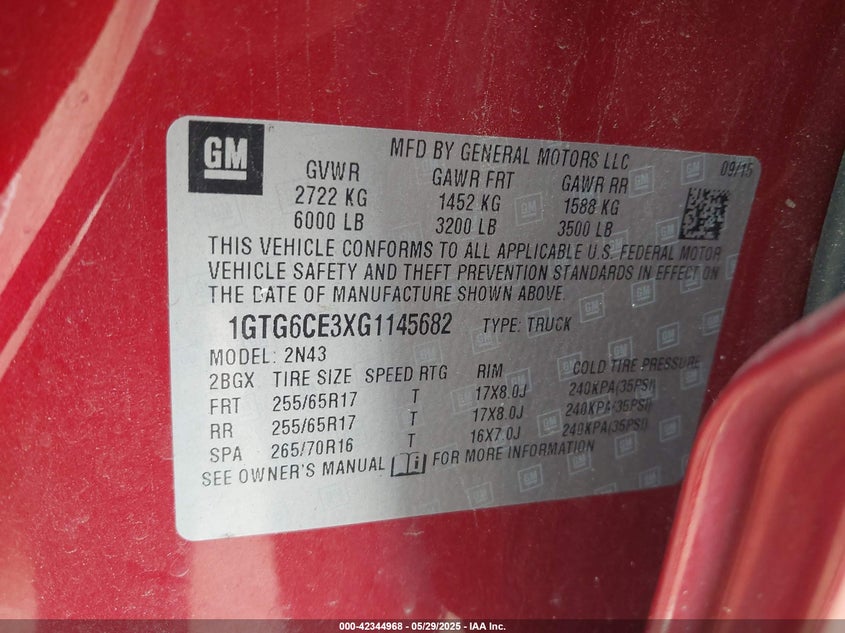 GM
MFD BY GENERAL MOTORS LLC
09/15
GVWR GAWR FRT GAWR RR
2722 KG 1452 KG 1588 KG
6000 LB 3200 LB 3500 LB
THIS VEHICLE CONFORMS TO ALL APPLICABLE U.S. FEDERAL MOTOR
VEHICLE SAFETY AND THEFT PREVENTION STANDARDS IN EFFECT ON
THE DATE OF MANUFACTURE SHOWN ABOVE.
1GTG6CE3XG1145682 TYPE: TRUCK
MODEL: 2N43
2BGX TIRE SIZE SPEED RTG RIM COLD TIRE PRESSURE
FRT 255/65R17 T 17X8.0J 240KPA(35PSI)
RR 255/65R17 T 17X8.0J 240KPA(35PSI)
SPA 265/70R16 T 16X7.0J 240KPA(35PSI)
SEE OWNER'S MANUAL FOR MORE INFORMATION
000-42344968 - 05/29/2025 - IAA Inc.